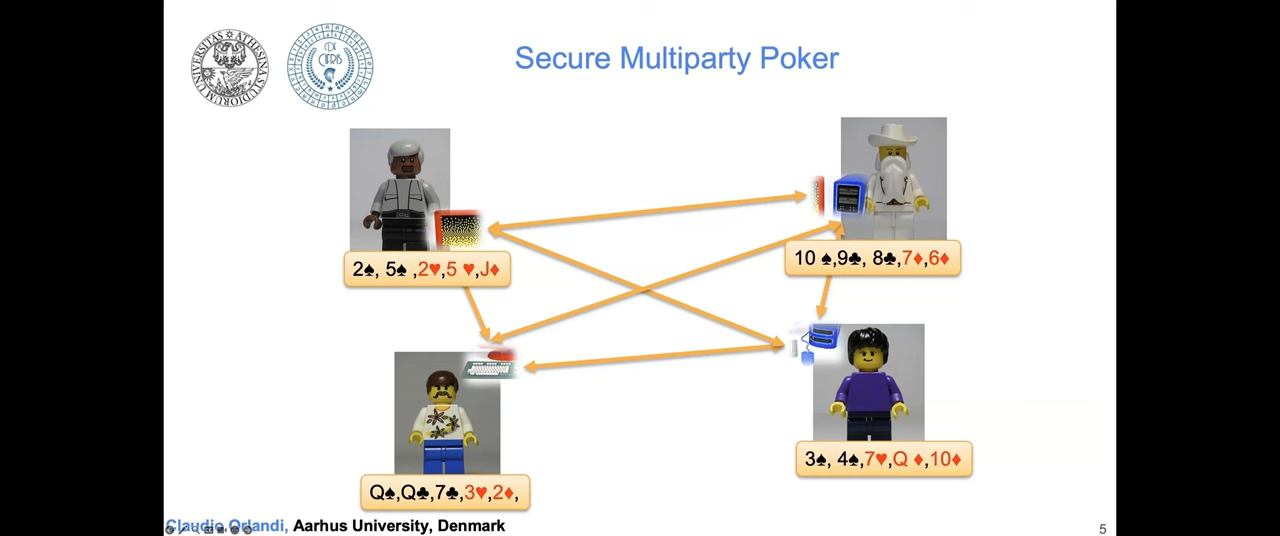 Secure Multiparty Poker
2♠, 5♠ ,2♥,5 ♥,J♦
10 ♠,9♣, 8♣,7♦,6♦
Q♠,Q♣,7♣,3♥,2♦,
3♠, 4♠,7♥,Q ♦,10♦
Claudio Orlandi, Aarhus University, Denmark
5